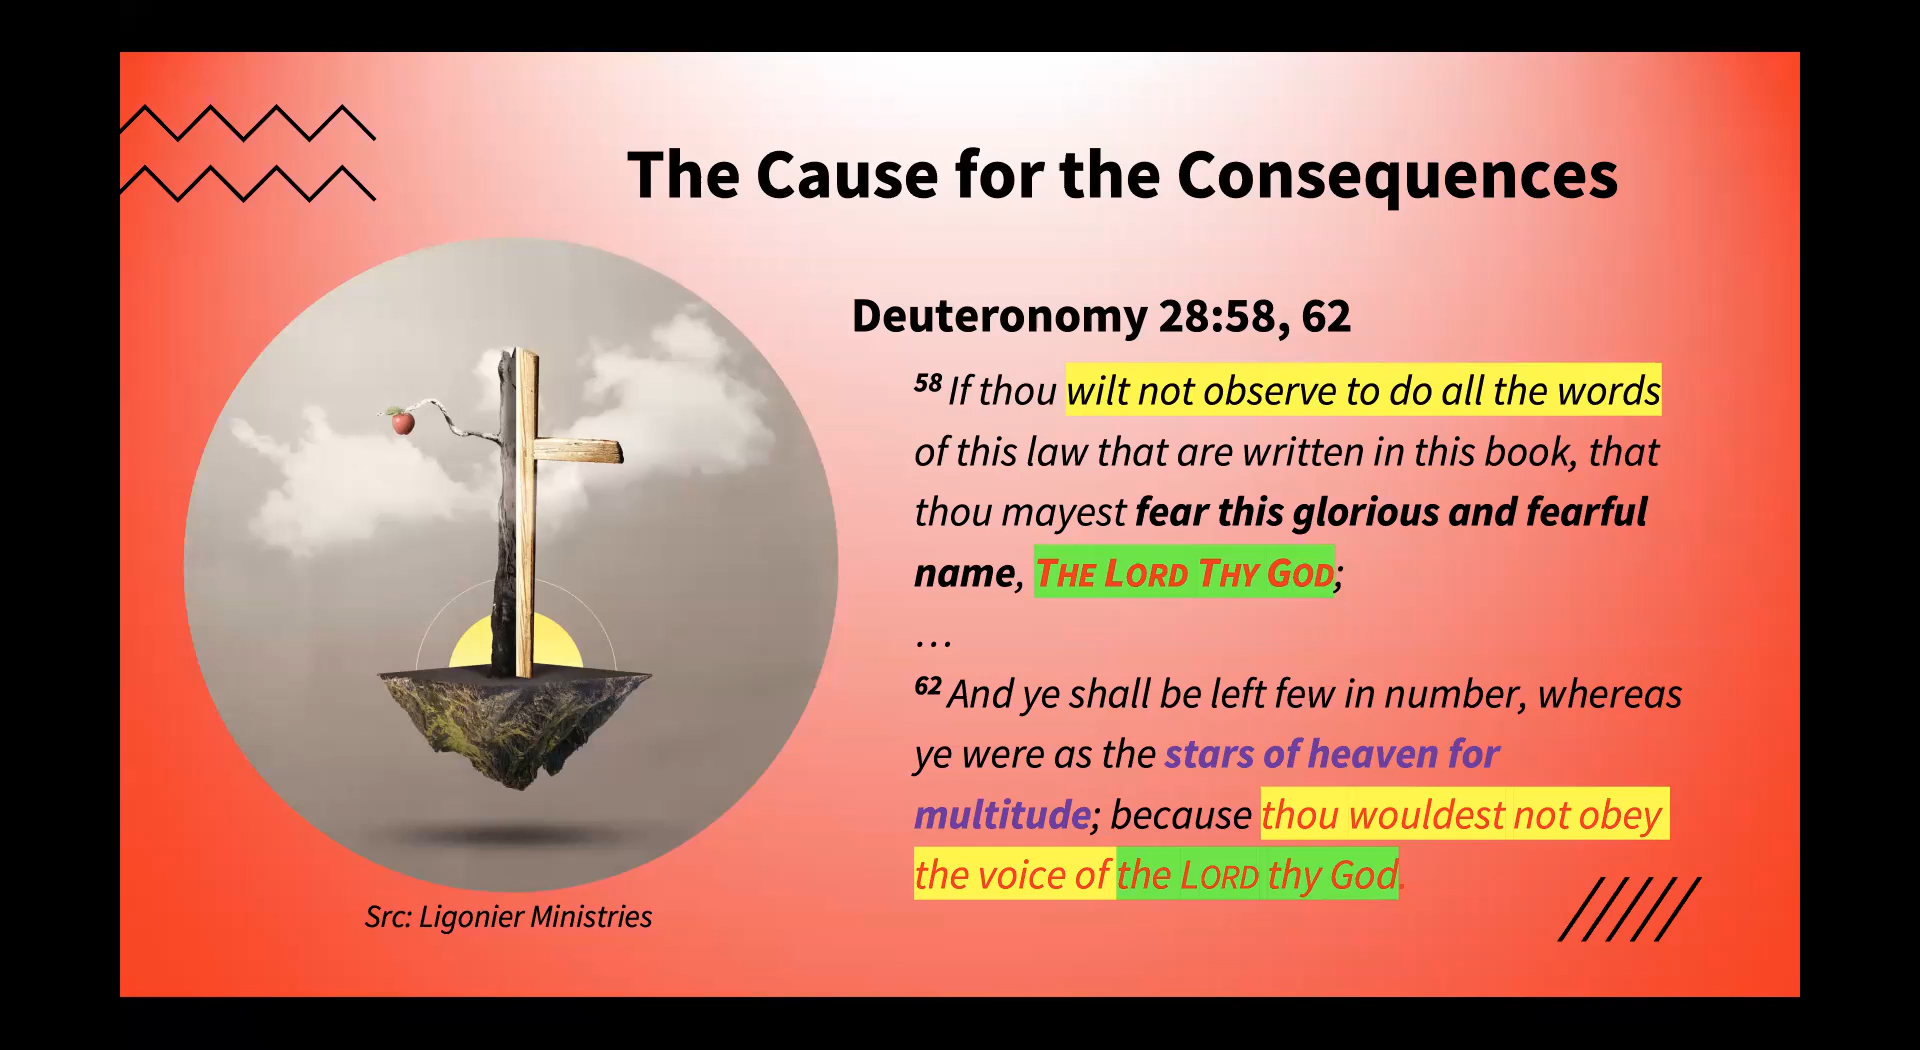 The Cause for the Consequences
Deuteronomy 28:58, 62
58 If thou wilt not observe to do all the words
of this law that are written in this book, that
thou mayest fear this glorious and fearful
name, THE LORD THY GOD;
…
62 And ye shall be left few in number, whereas
ye were as the stars of heaven for
multitude; because thou wouldest not obey
the voice of the LORD thy God.
Src: Ligonier Ministries